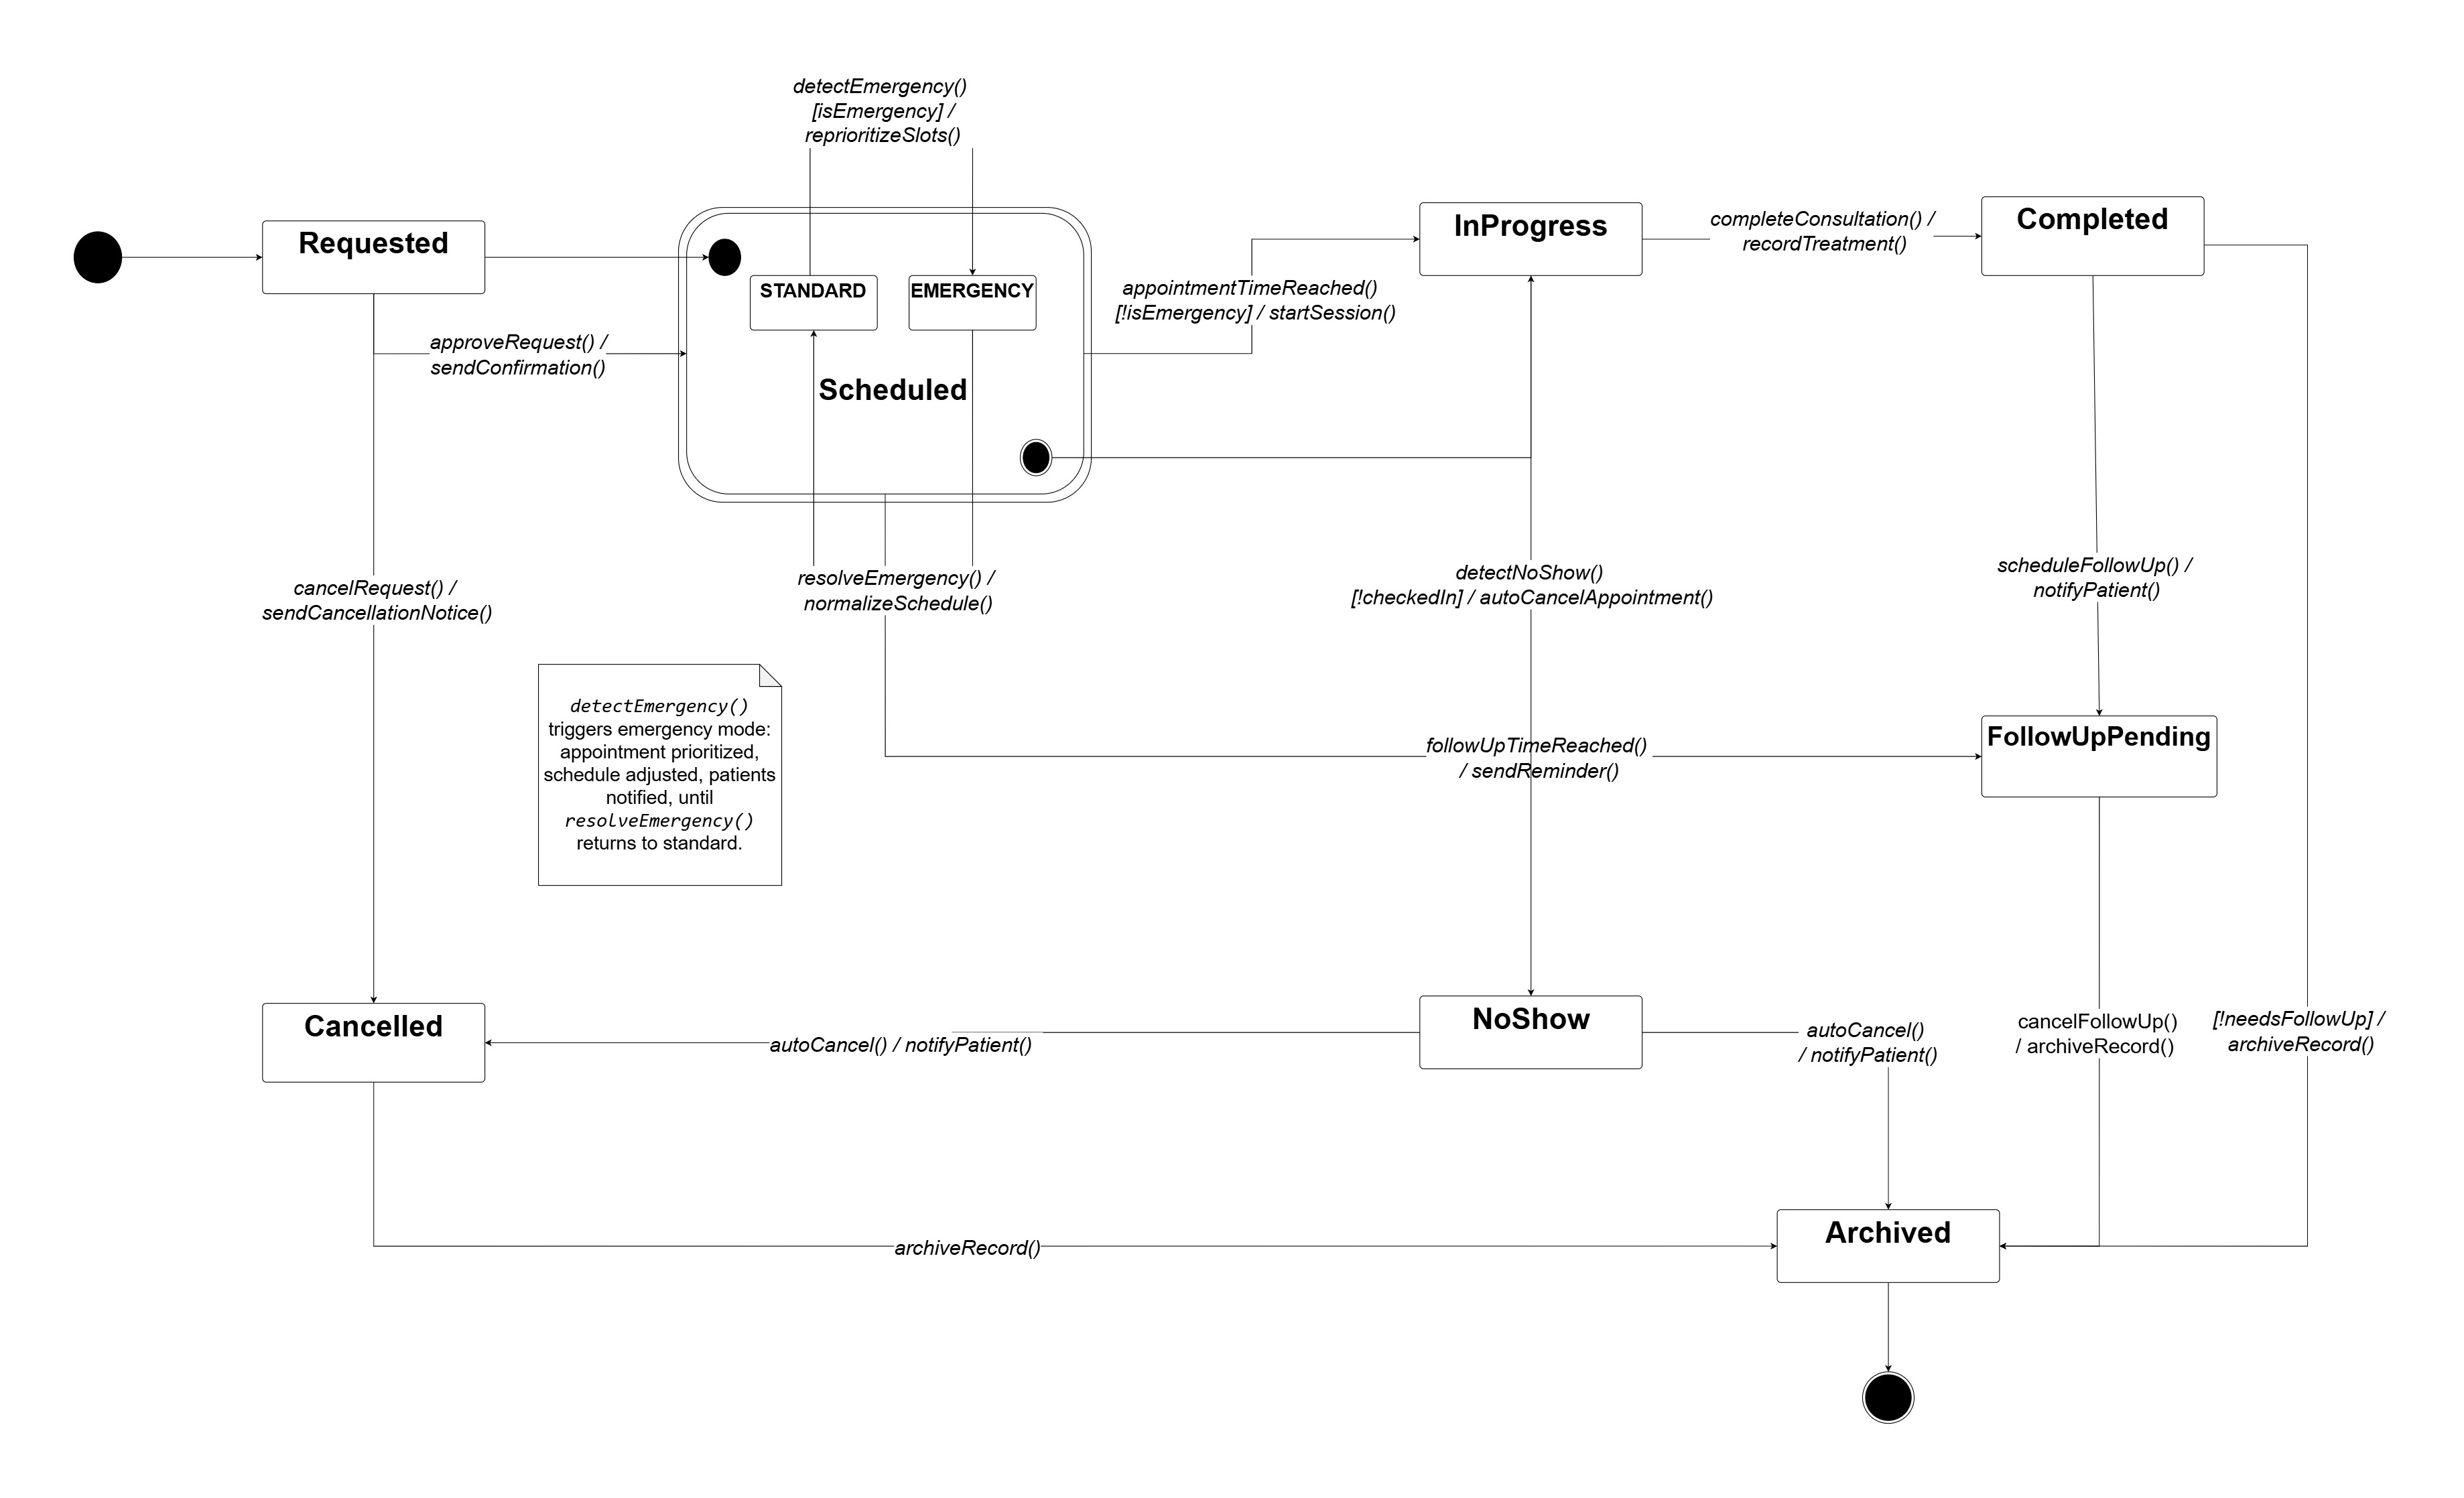 detectEmergency()
[isEmergency] /
reprioritizeSlots()
Requested
STANDARD
EMERGENCY
Scheduled
InProgress
completeConsultation() /
recordTreatment()
Completed
appointmentTimeReached()
[!isEmergency] / startSession()
approveRequest() /
sendConfirmation()
cancelRequest() /
sendCancellationNotice()
resolveEmergency() /
normalizeSchedule()
detectNoShow()
[!checkedIn] / autoCancelAppointment()
scheduleFollowUp() /
notifyPatient()
detectEmergency()
triggers emergency mode:
appointment prioritized,
schedule adjusted, patients
notified, until
resolveEmergency()
returns to standard.
followUpTimeReached()
/ sendReminder()
FollowUpPending
Cancelled
autoCancel() / notifyPatient()
NoShow
autoCancel()
/ notifyPatient()
cancelFollowUp()
/ archiveRecord()
[!needsFollowUp] /
archiveRecord()
archiveRecord()
Archived